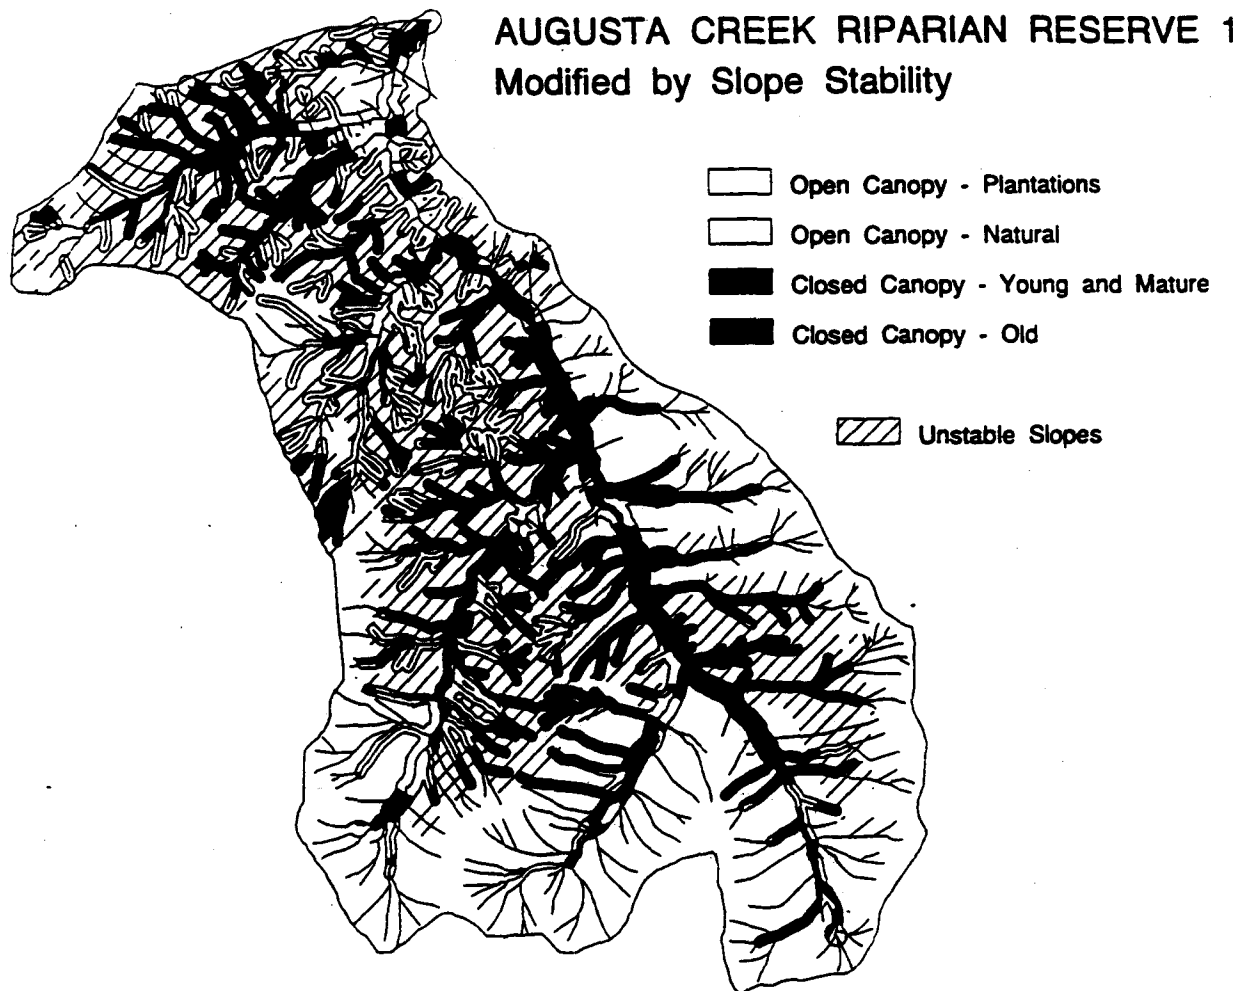 AUGUSTA CREEK RIPARIAN RESERVE 1
Modified by Slope Stability
Open Canopy - Plantations
Open Canopy - Natural
Closed Canopy - Young and Mature
Closed Canopy - Old
Unstable Slopes